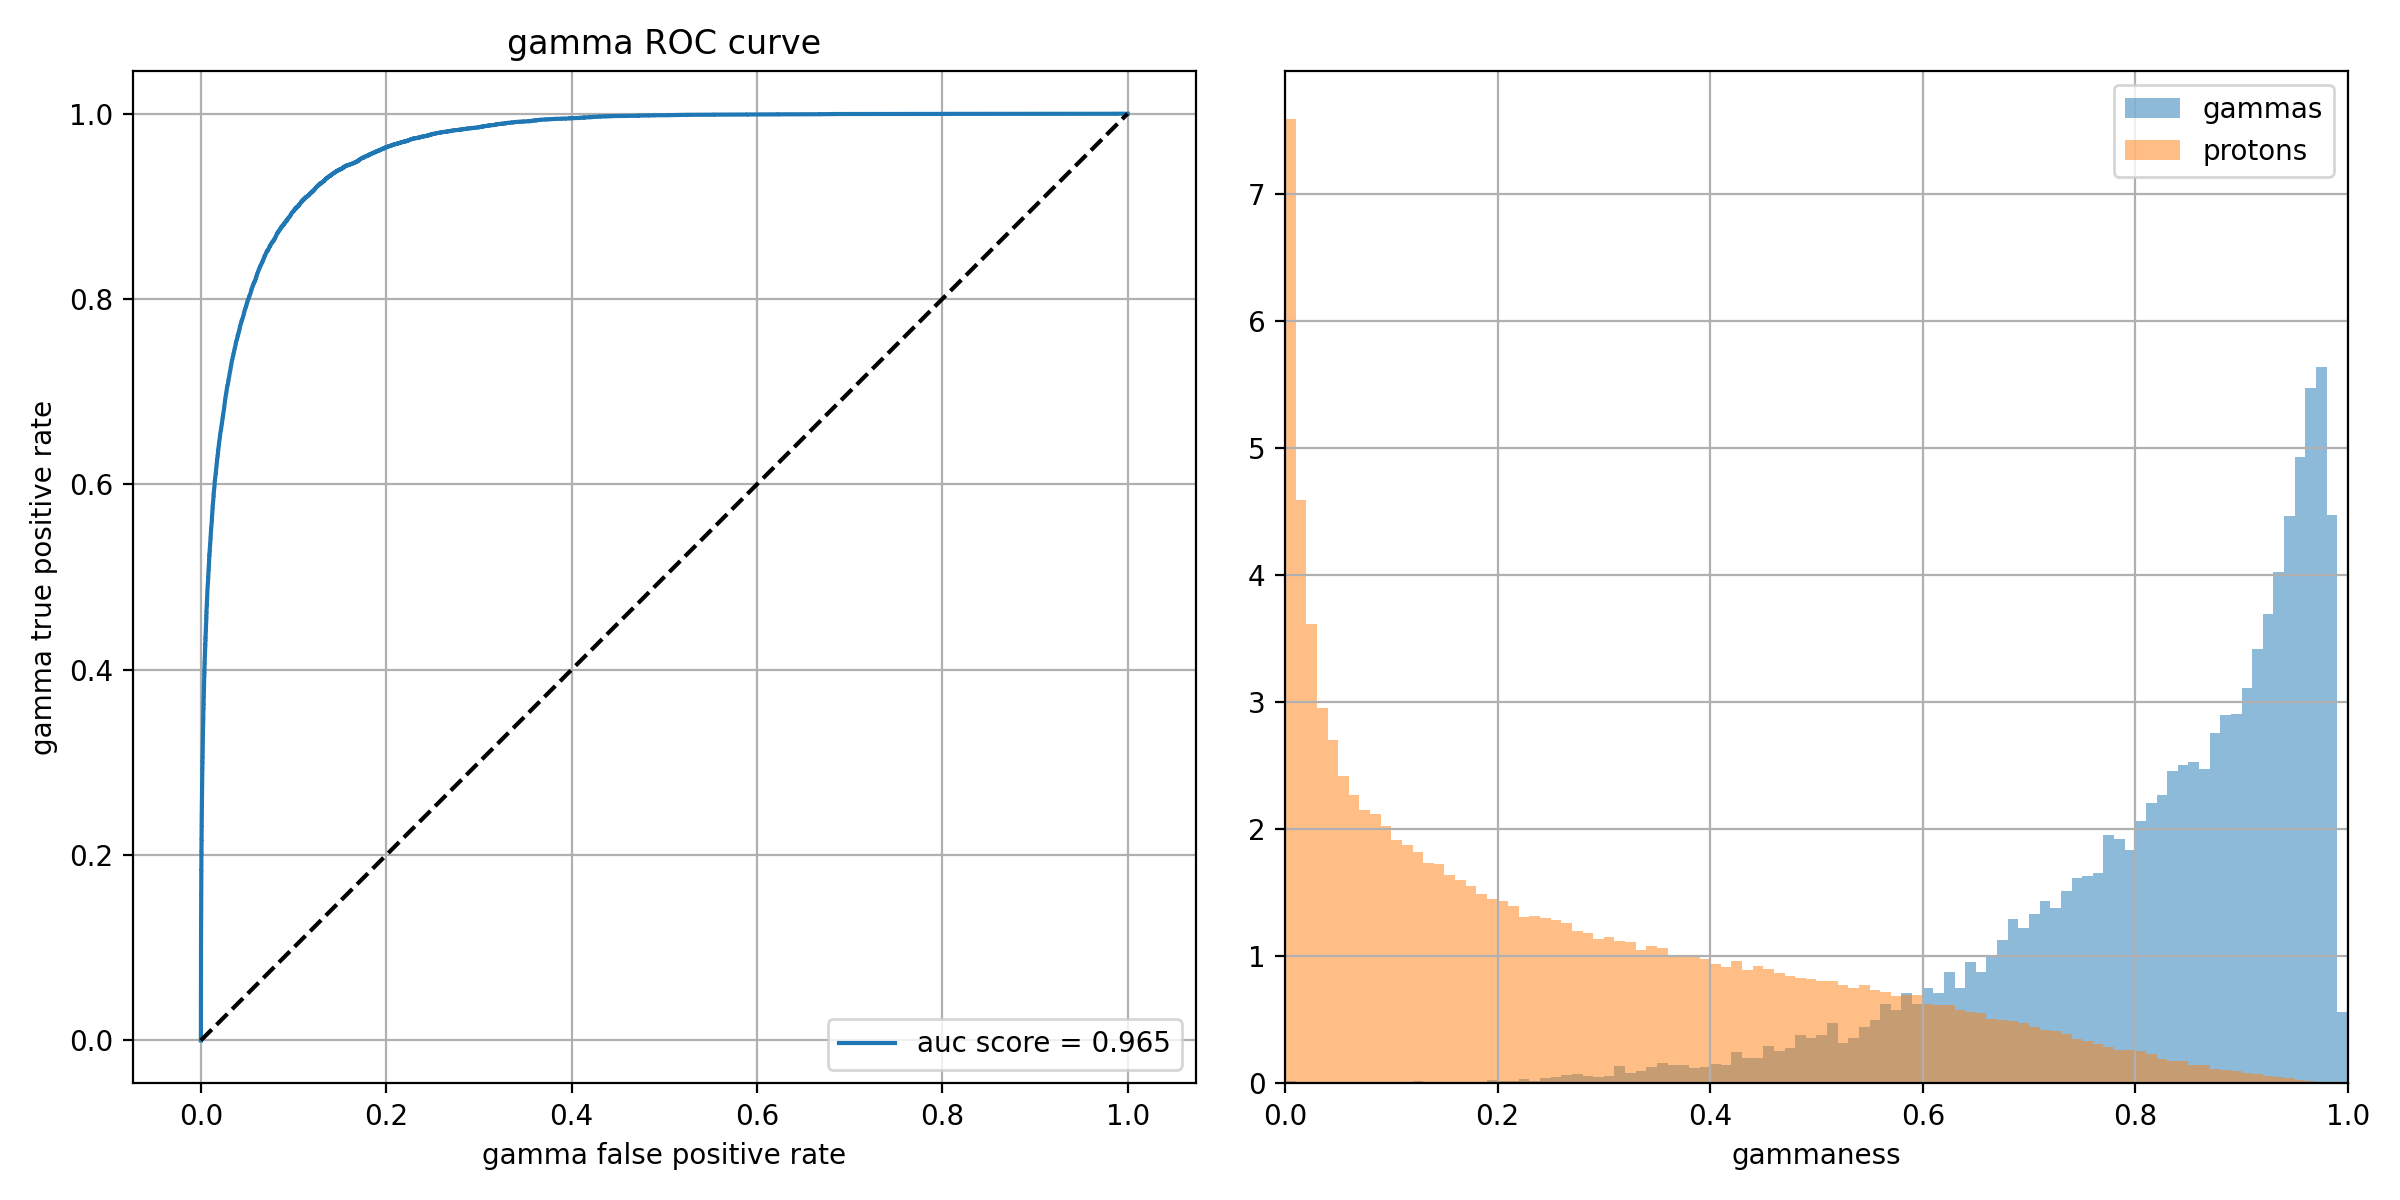 gamma ROC curve
gamma true positive rate
1.0
0.8
0.6
0.4
0.2
0.0
0.0 0.2 0.4 0.6 0.8 1.0
gamma false positive rate
auc score = 0.965
gammas
protons
7
6
5
4
3
2
1
0
0.0 0.2 0.4 0.6 0.8 1.0
gammaness